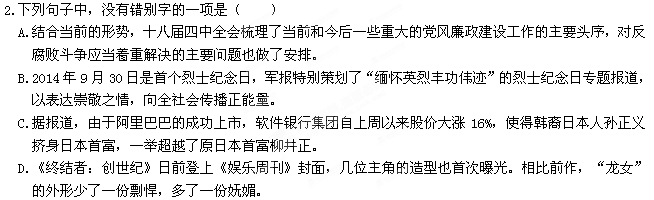 2.下列句子中，没有错别字的一项是（　　）
A.结合当前的形势，十八届四中全会梳理了当前和今后一些重大的党风廉政建设工作的主要头序，对反
腐败斗争应当着重解决的主要问题也做了安排。
B.2014年9月30日是首个烈士纪念日，军报特别策划了“缅怀英烈丰功伟迹”的烈士纪念日专题报道，
以表达崇敬之情，向全社会传播正能量。
C.据报道，由于阿里巴巴的成功上市，软件银行集团自上周以来股价大涨 16%，使得韩裔日本人孙正义
挤身日本首富，一举超越了原日本首富柳井正。
D.《终结者：创世纪》日前登上《娱乐周刊》封面，几位主角的造型也首次曝光。相比前作，“龙女”
的外形少了一份剽悍，多了一份妩媚。